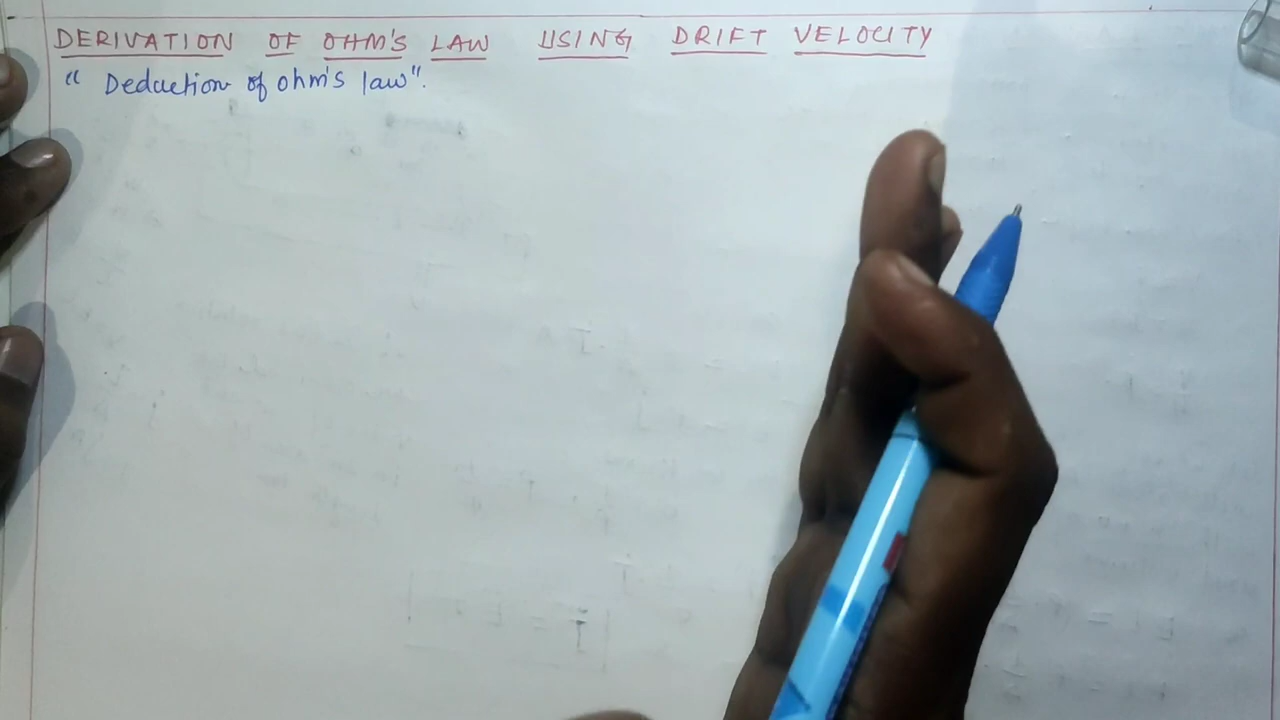 DERIVATION OF OHM'S LAW USING DRIFT VELOCITY
" Deduction of ohm's law".